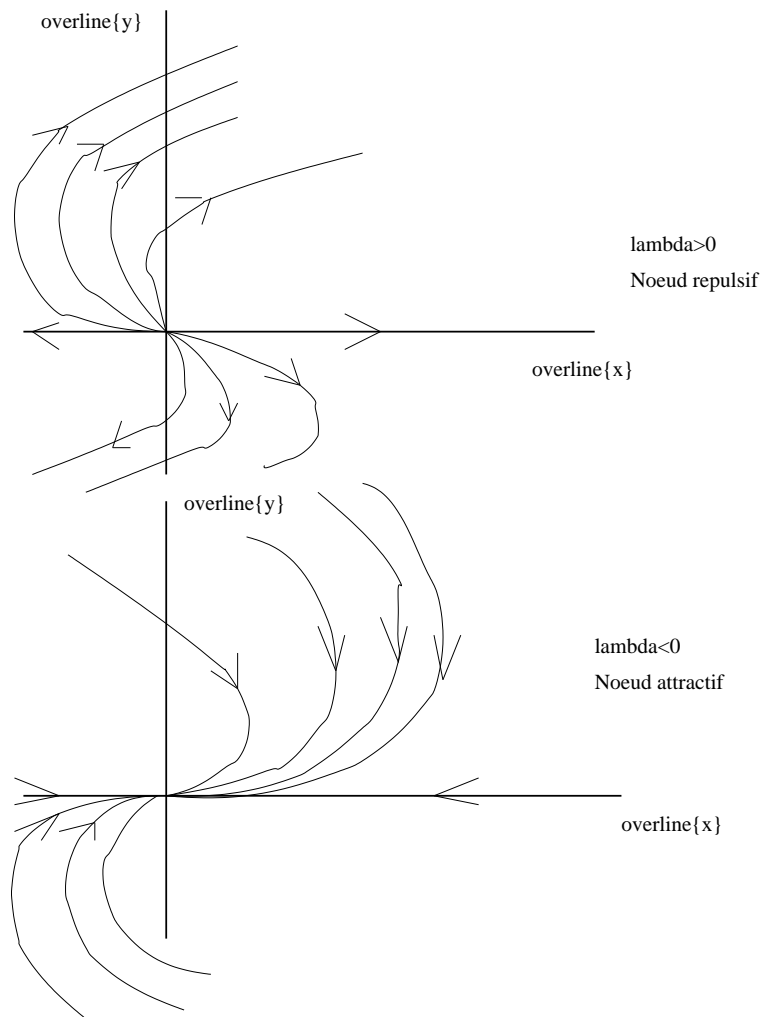 overline{y}
lambda>0
Noeud repulsif
overline{x}
overline{y}
lambda<0
Noeud attractif
overline{x}